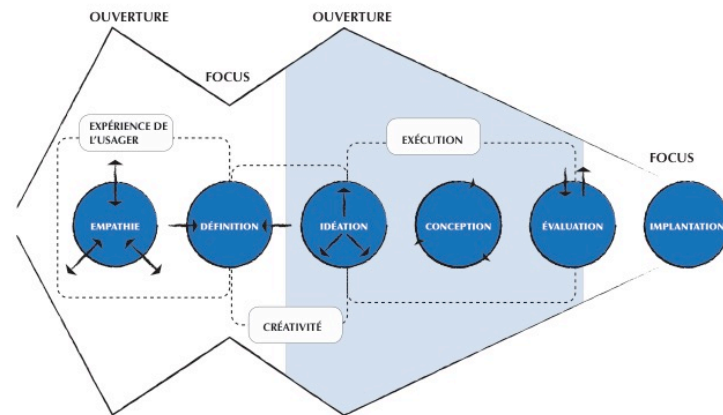 OUVERTURE
OUVERTURE
FOCUS
EXPÉRIENCE DE
L'USAGER
EXÉCUTION
FOCUS
EMPATHIE
DÉFINITION
IDÉATION
CONCEPTION
ÉVALUATION
IMPLANTATION
CRÉATIVITÉ